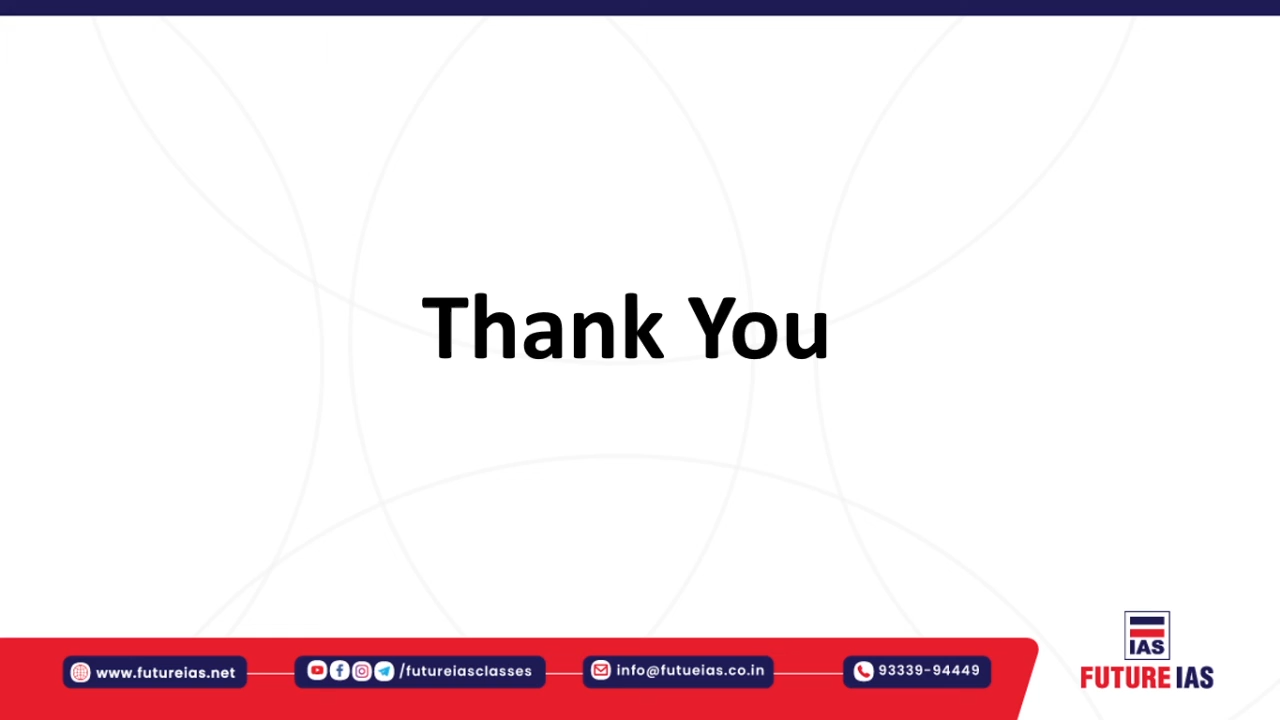 Thank You
www.futureias.net
/futureiasclasses
info@futueias.co.in
93339-94449
IAS
FUTURE IAS